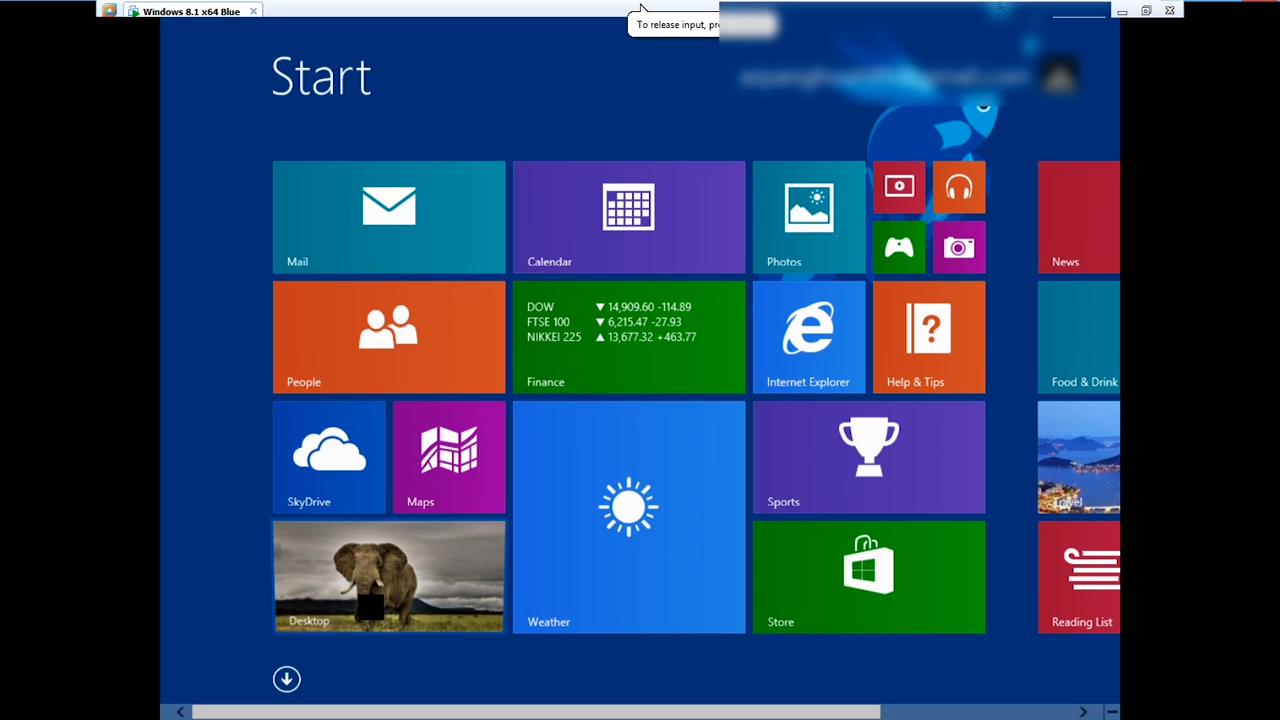 Windows 8.1 x64 Blue
To release input,
Start
Mail
Calendar
Photos
News
People
DOW ▼ 14,909.60 -114.89
FTSE 100 ▼ 6,215.47 -27.93
NIKKEI 225 ▲ 13,677.32 +463.77
Finance
Internet Explorer
Help & Tips
Food & Drink
SkyDrive
Maps
Sports
Travel
Desktop
Weather
Store
Reading List